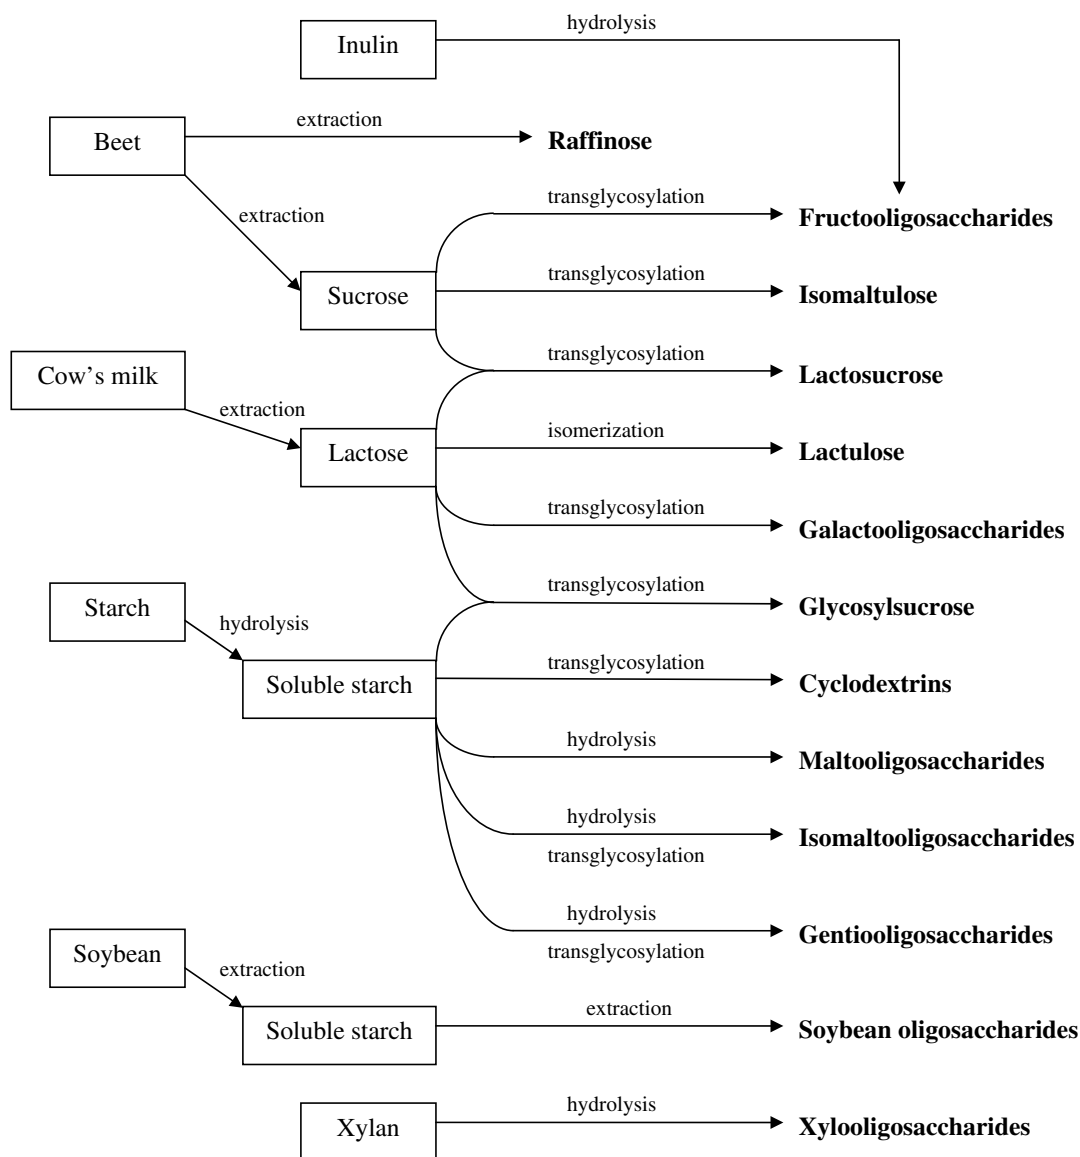 hydrolysis
Inulin
extraction
Beet
Raffinose
transglycosylation
extraction
Fructooligosaccharides
transglycosylation
Sucrose
Isomaltulose
transglycosylation
Cow's milk
Lactosucrose
extraction
isomerization
Lactose
Lactulose
transglycosylation
Galactooligosaccharides
transglycosylation
Starch
Glycosylsucrose
hydrolysis
transglycosylation
Soluble starch
Cyclodextrins
hydrolysis
Maltooligosaccharides
hydrolysis
Isomaltooligosaccharides
transglycosylation
hydrolysis
Gentiooligosaccharides
transglycosylation
Soybean
extraction
extraction
Soluble starch
Soybean oligosaccharides
hydrolysis
Xylan
Xylooligosaccharides